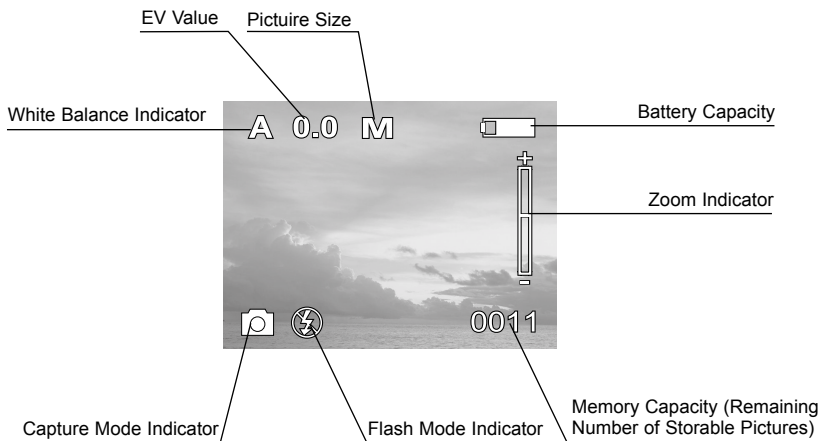 EV Value
Pictuire Size
White Balance Indicator
A 0.0 M
Battery Capacity
+
Zoom Indicator
-
0011
Capture Mode Indicator
Flash Mode Indicator
Memory Capacity (Remaining
Number of Storable Pictures)